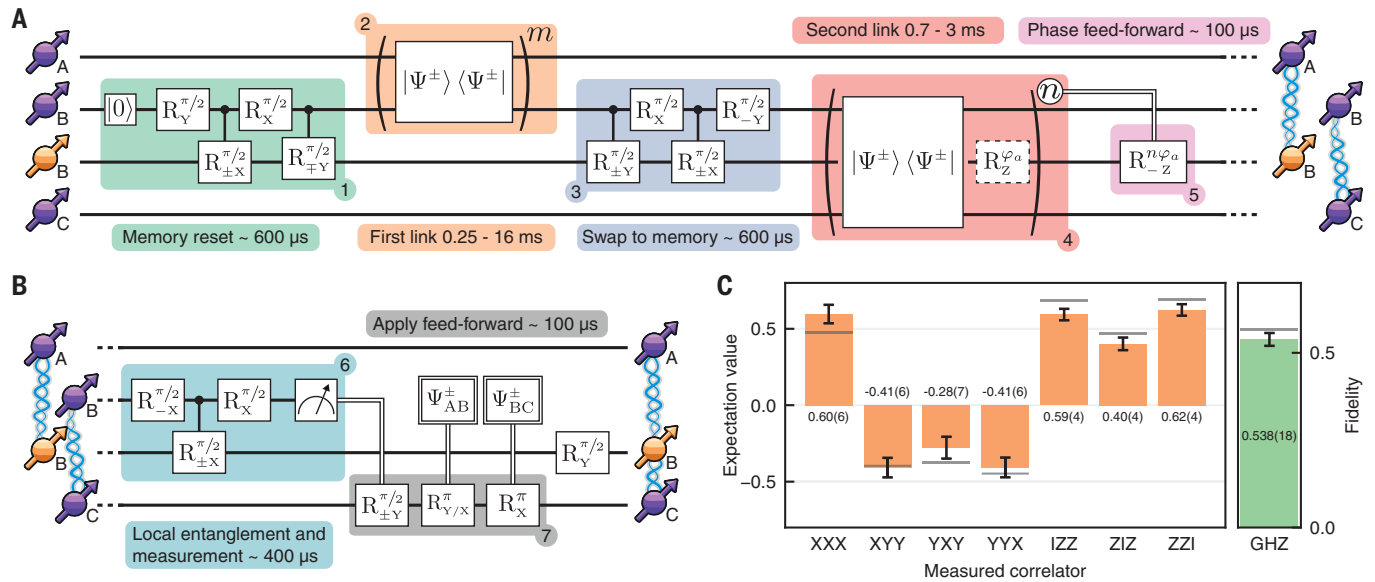 A
2
m
Second link 0.7 - 3 ms
Phase feed-forward ~ 100 µs
A
|Ψ± ⟩ ⟨Ψ± |
n
A
B
|0⟩
R_Y^{π/2}
R_X^{π/2}
R_X^{π/2}
R_{-Y}^{π/2}
B
B
R_{±X}^{π/2}
R_{∓Y}^{π/2}
R_{±Y}^{π/2}
R_{±X}^{π/2}
|Ψ± ⟩ ⟨Ψ± |
R_Z^{φ_a}
R_{-Z}^{nφ_a}
B
1
3
5
C
C
Memory reset ~ 600 µs
First link 0.25 - 16 ms
Swap to memory ~ 600 µs
4
B
Apply feed-forward ~ 100 µs
A
6
A
B
R_{-X}^{π/2}
R_X^{π/2}
Ψ_{AB}^±
Ψ_{BC}^±
B
R_{±X}^{π/2}
R_Y^{π/2}
B
C
R_{±Y}^{π/2}
R_{Y/X}^π
R_X^π
C
7
Local entanglement and
measurement ~ 400 µs
C
Expectation value
0.5
0.0
−0.5
0.60(6)
-0.41(6)
-0.28(7)
-0.41(6)
0.59(4)
0.40(4)
0.62(4)
XXX
XYY
YXY
YYX
IZZ
ZIZ
ZZI
Measured correlator
0.538(18)
GHZ
0.5
0.0
Fidelity